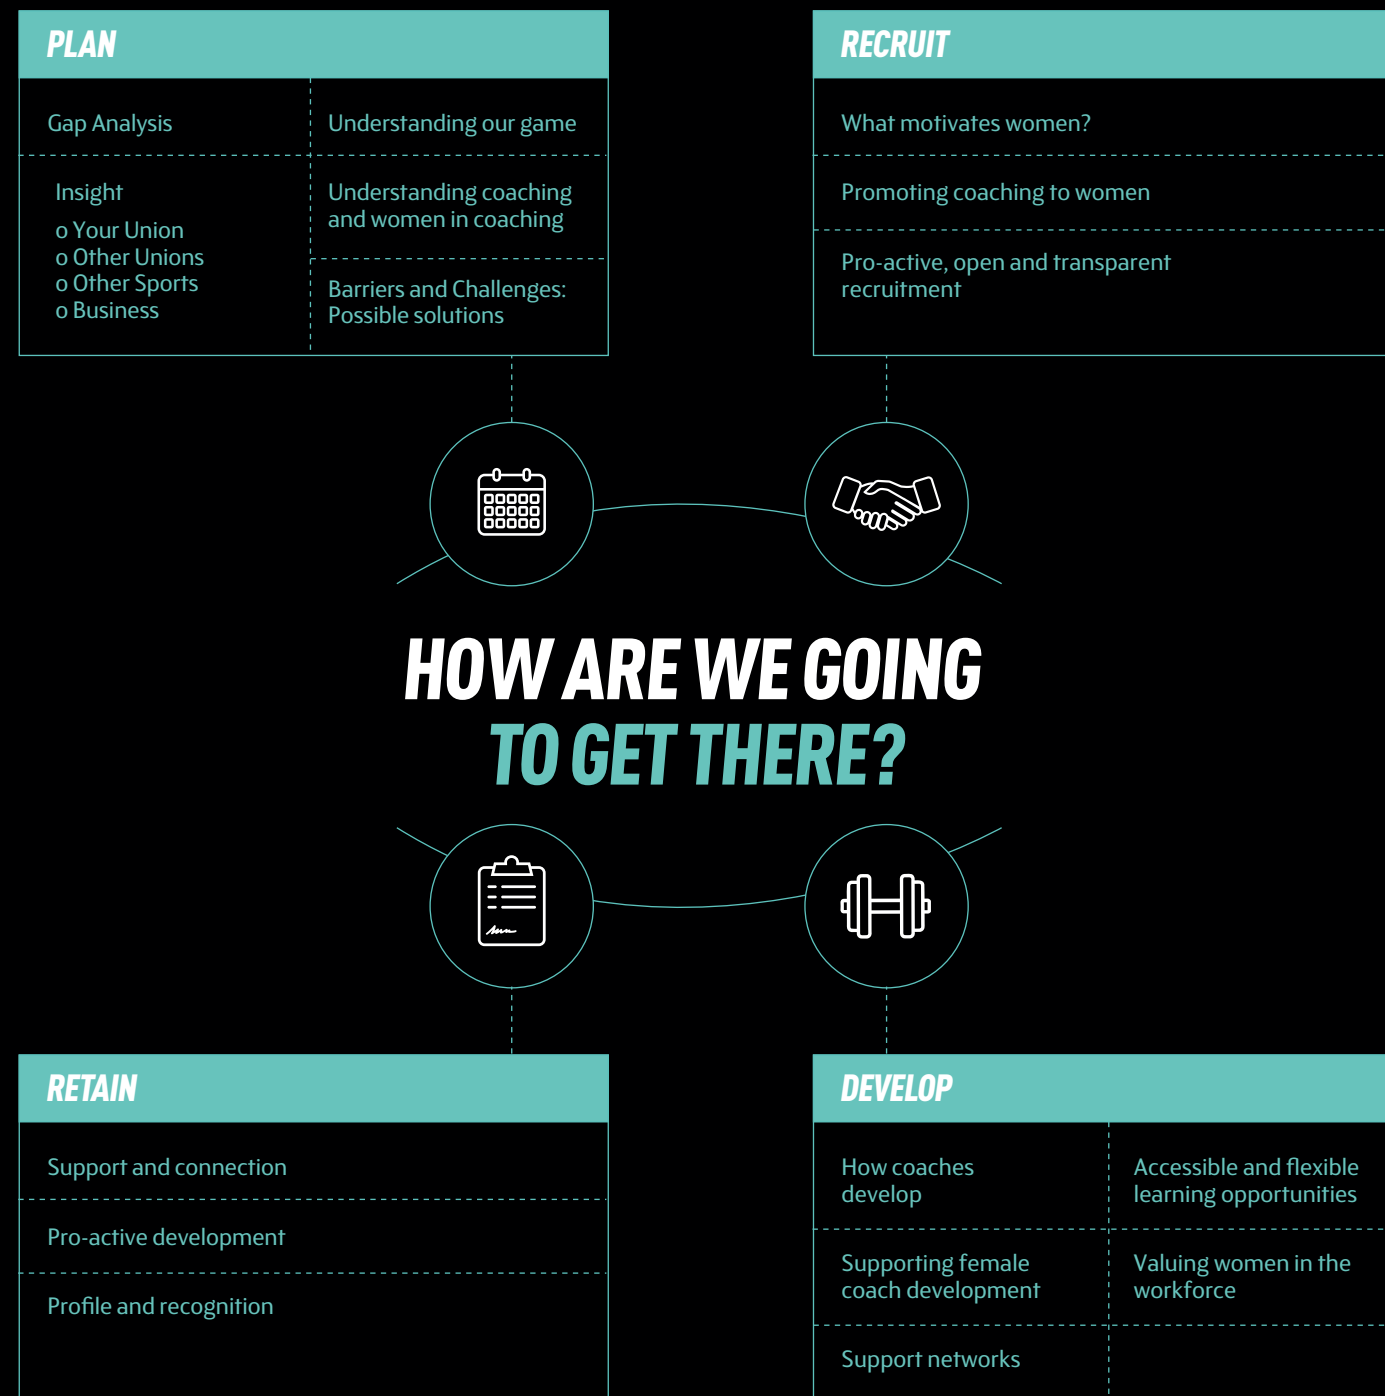 PLAN
Gap Analysis
Insight
o Your Union
o Other Unions
o Other Sports
o Business
Understanding our game
Understanding coaching
and women in coaching
Barriers and Challenges:
Possible solutions
RECRUIT
What motivates women?
Promoting coaching to women
Pro-active, open and transparent
recruitment
HOW ARE WE GOING
TO GET THERE?
RETAIN
Support and connection
Pro-active development
Profile and recognition
DEVELOP
How coaches
develop
Supporting female
coach development
Support networks
Accessible and flexible
learning opportunities
Valuing women in the
workforce